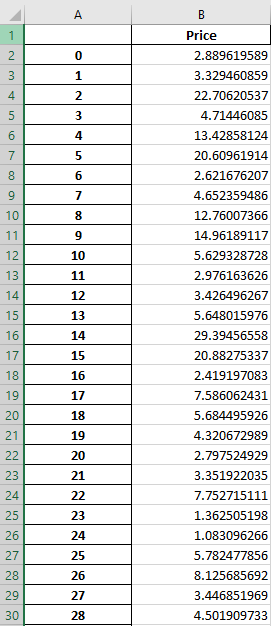 A B
1 Price
2 0 2.889619589
3 1 3.329460859
4 2 22.70620537
5 3 4.71446085
6 4 13.42858124
7 5 20.60961914
8 6 2.621676207
9 7 4.652359486
10 8 12.76007366
11 9 14.96189117
12 10 5.629328728
13 11 2.976163626
14 12 3.426496267
15 13 5.648015976
16 14 29.39456558
17 15 20.88275337
18 16 2.419197083
19 17 7.586062431
20 18 5.684495926
21 19 4.320672989
22 20 2.797524929
23 21 3.351922035
24 22 7.752715111
25 23 1.362505198
26 24 1.083096266
27 25 5.782477856
28 26 8.125685692
29 27 3.446851969
30 28 4.501909733